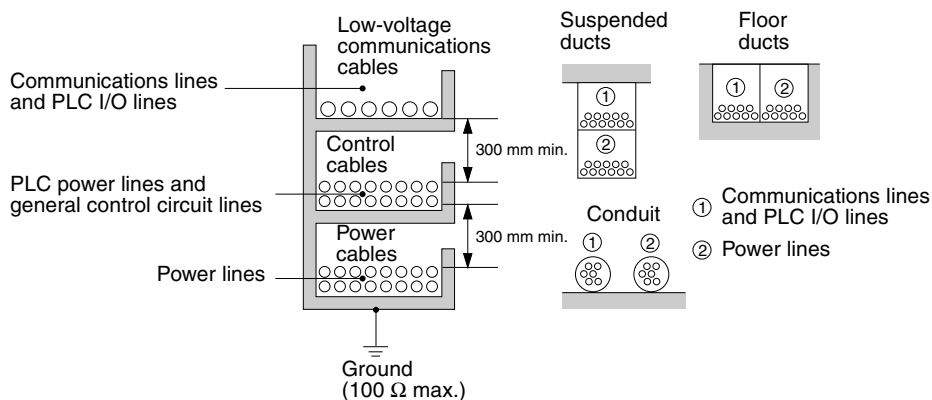 Communications lines
and PLC I/O lines
PLC power lines and
general control circuit lines
Power lines
Low-voltage
communications
cables
Control
cables
Power
cables
300 mm min.
300 mm min.
Ground
(100 Ω max.)
Suspended
ducts
①
②
Floor
ducts
① ②
Conduit
① ②
① Communications lines
and PLC I/O lines
② Power lines